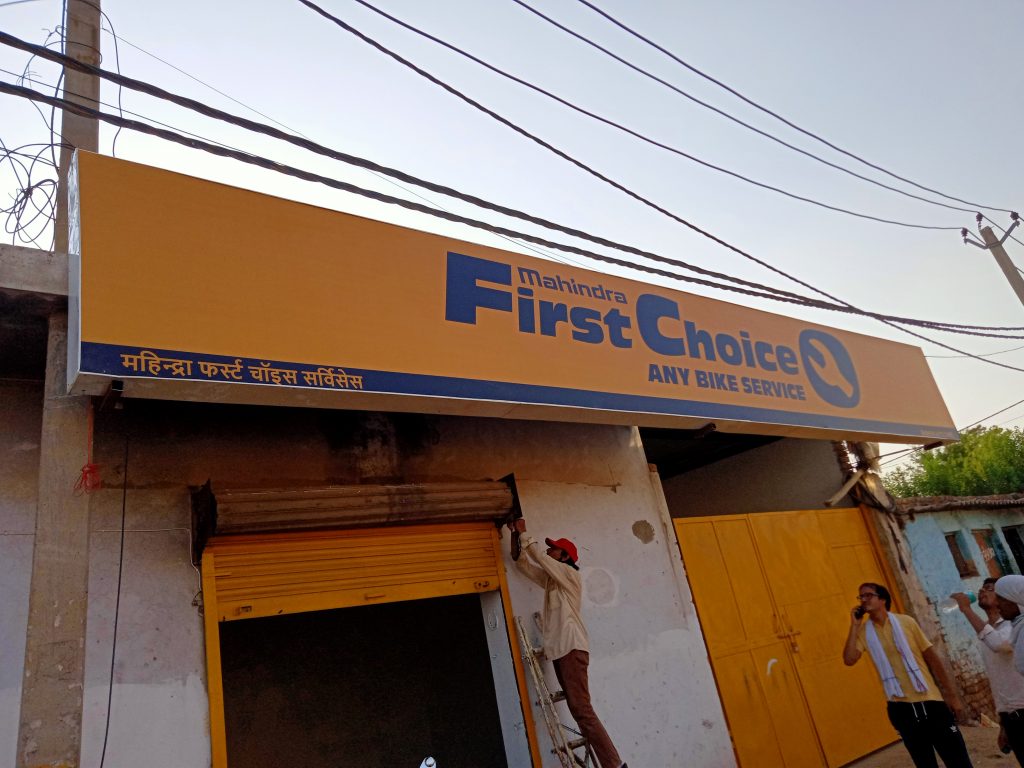 Mahindra
First Choice
ANY BIKE SERVICE
महिन्द्रा फर्स्ट चॉइस सर्विसेस